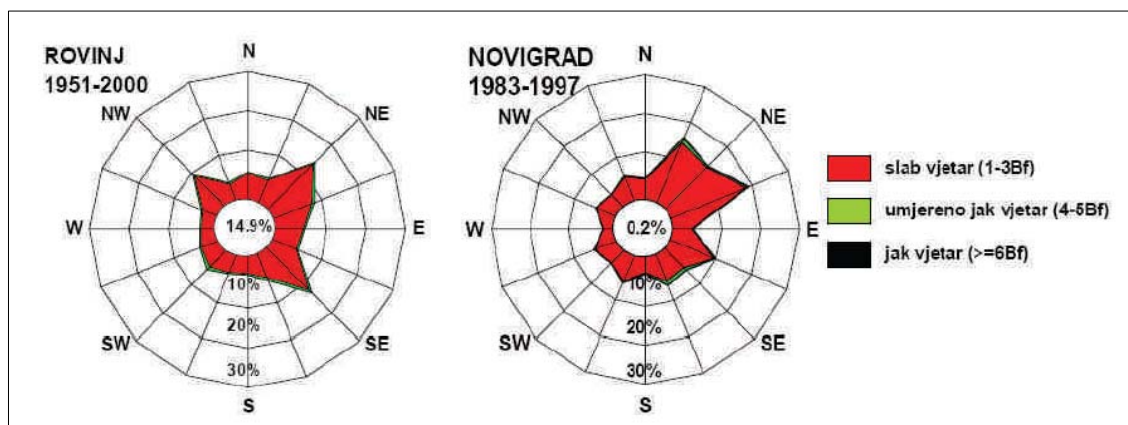 ROVINJ
1951-2000
N
NW
NE
W
14.9%
E
10%
20%
30%
SW
SE
S
NOVIGRAD
1983-1997
N
NW
NE
W
0.2%
E
10%
20%
30%
SW
SE
S
slab vjetar (1-3Bf)
umjereno jak vjetar (4-5Bf)
jak vjetar (>=6Bf)